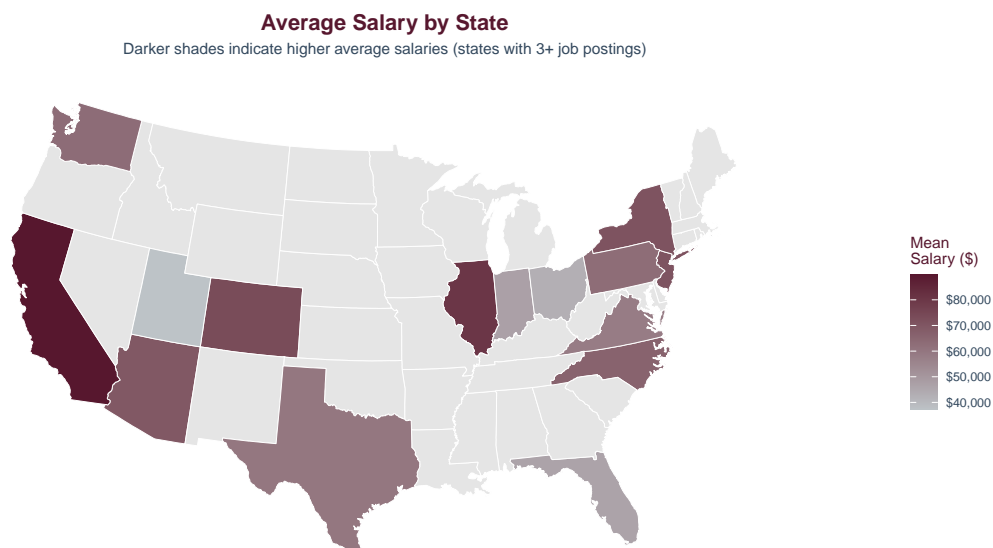 Average Salary by State
Darker shades indicate higher average salaries (states with 3+ job postings)
Mean
Salary ($)
$80,000
$70,000
$60,000
$50,000
$40,000